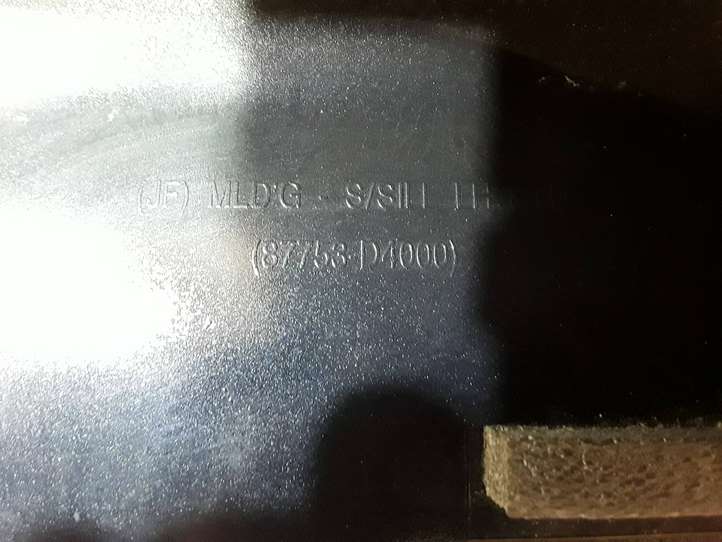 (JF) MLD'G - S/SILL
(87753-D4000)